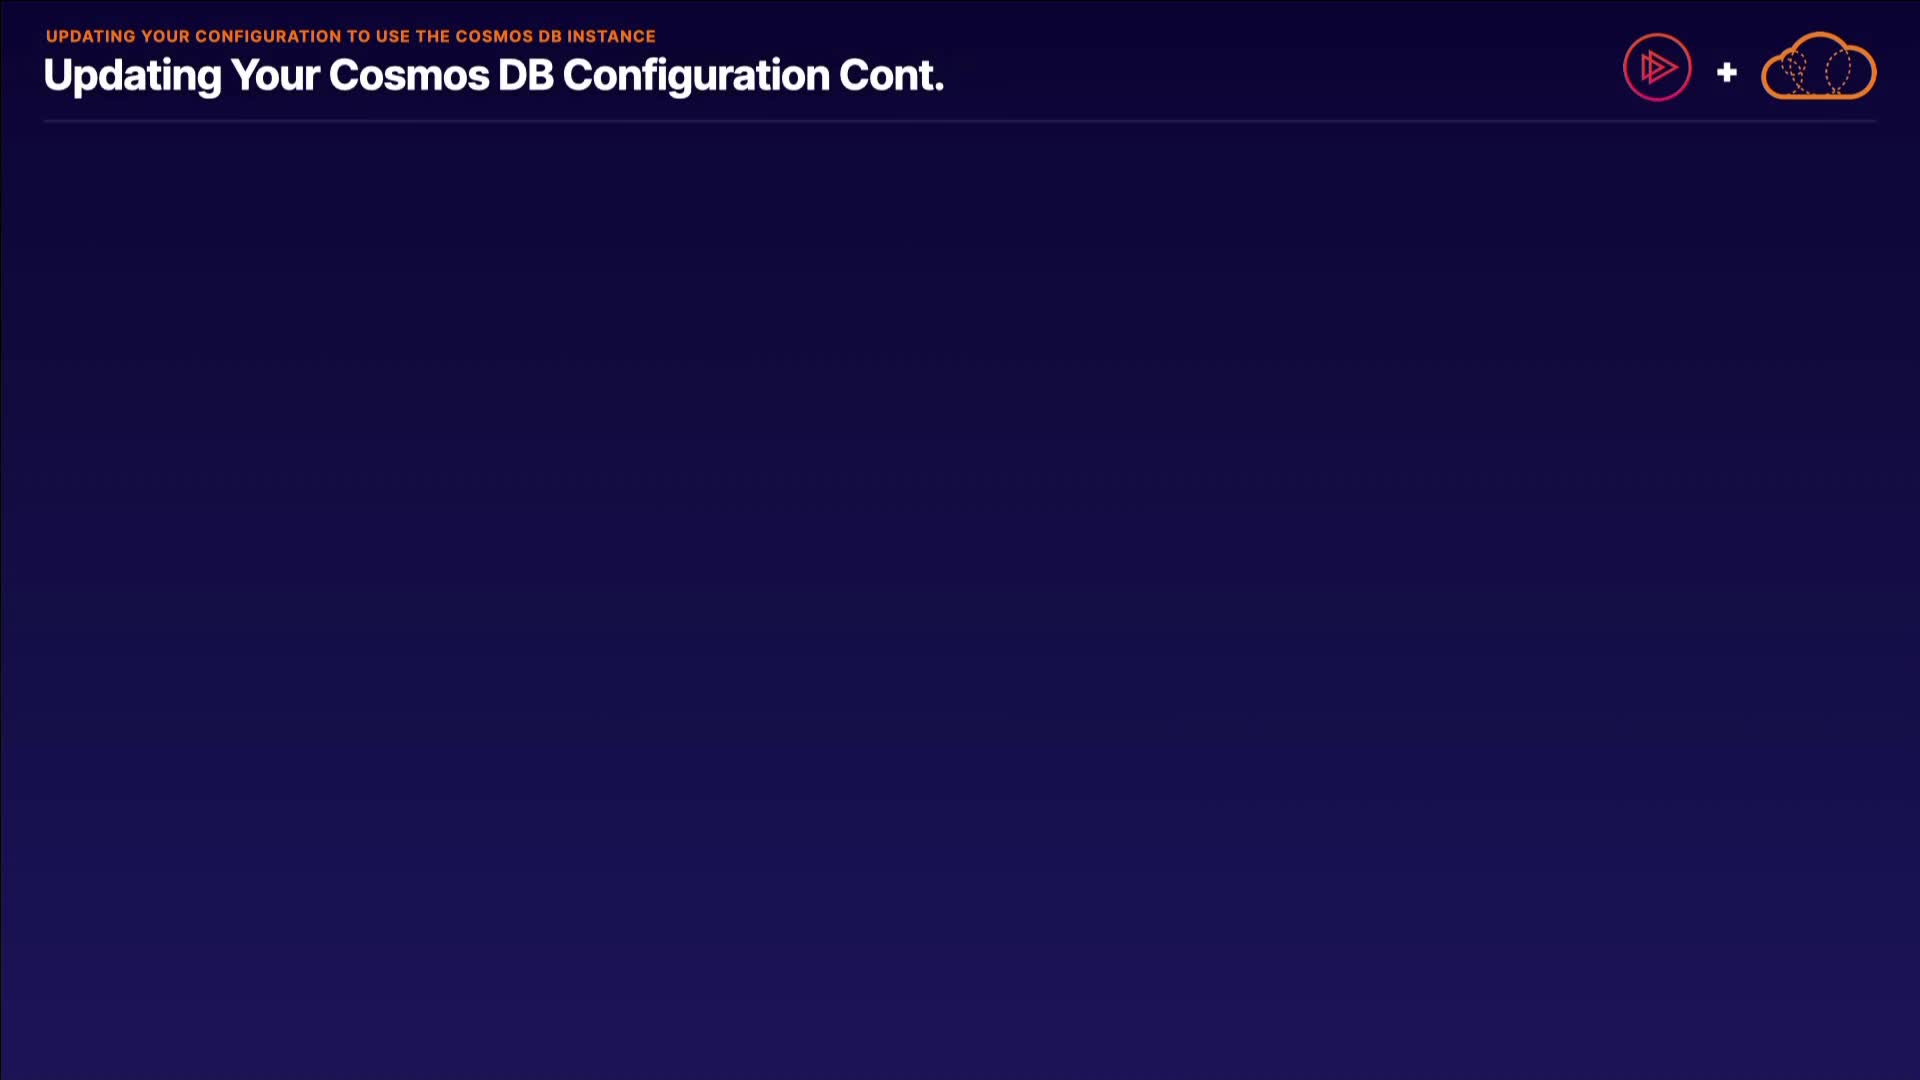 UPDATING YOUR CONFIGURATION TO USE THE COSMOS DB INSTANCE
Updating Your Cosmos DB Configuration Cont.